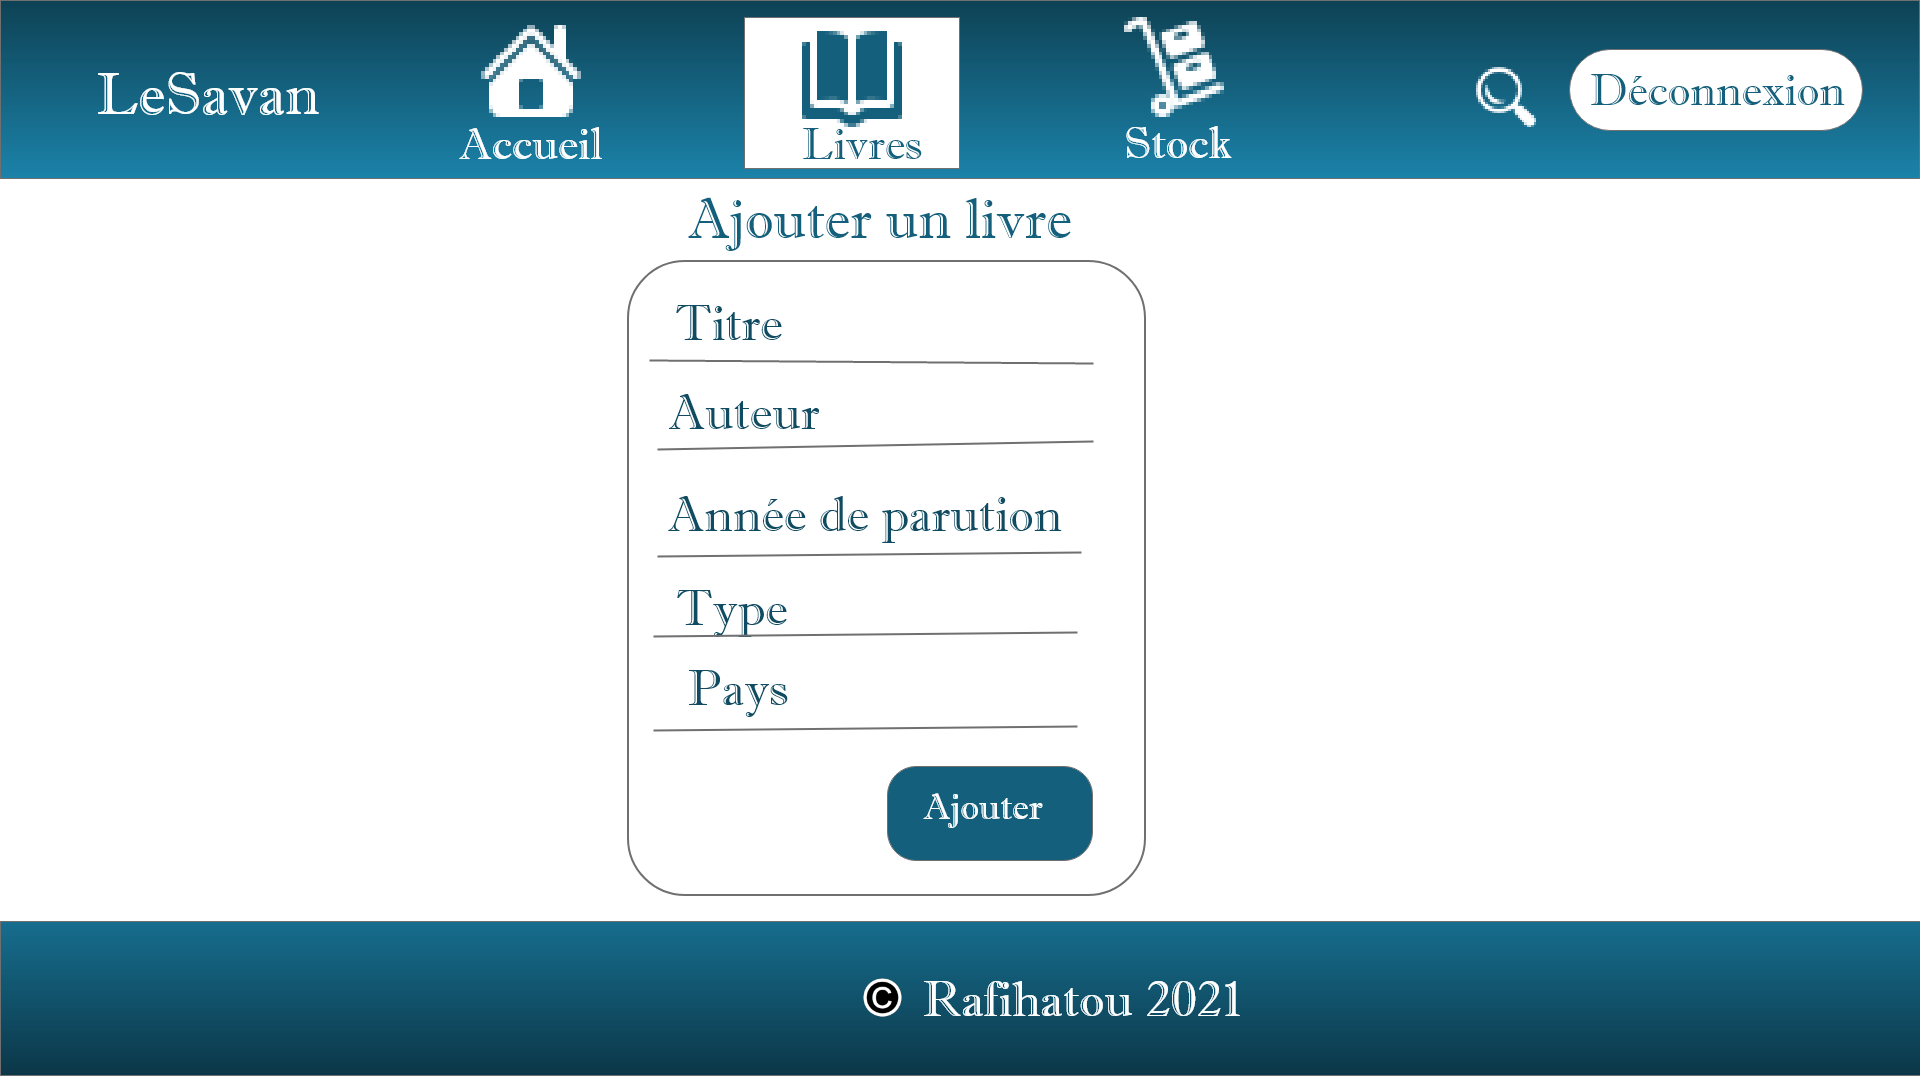 LeSavan
Accueil
Livres
Stock
Déconnexion
Ajouter un livre
Titre
Auteur
Année de parution
Type
Pays
Ajouter
© Rafihatou 2021